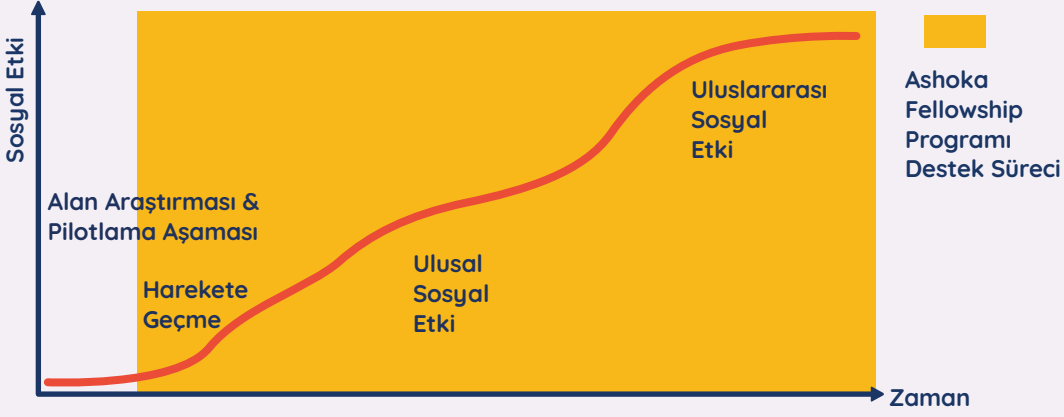 Sosyal Etki
Alan Araştırması &
Pilotlama Aşaması
Harekete
Geçme
Ulusal
Sosyal
Etki
Uluslararası
Sosyal
Etki
Zaman
Ashoka
Fellowship
Programı
Destek Süreci